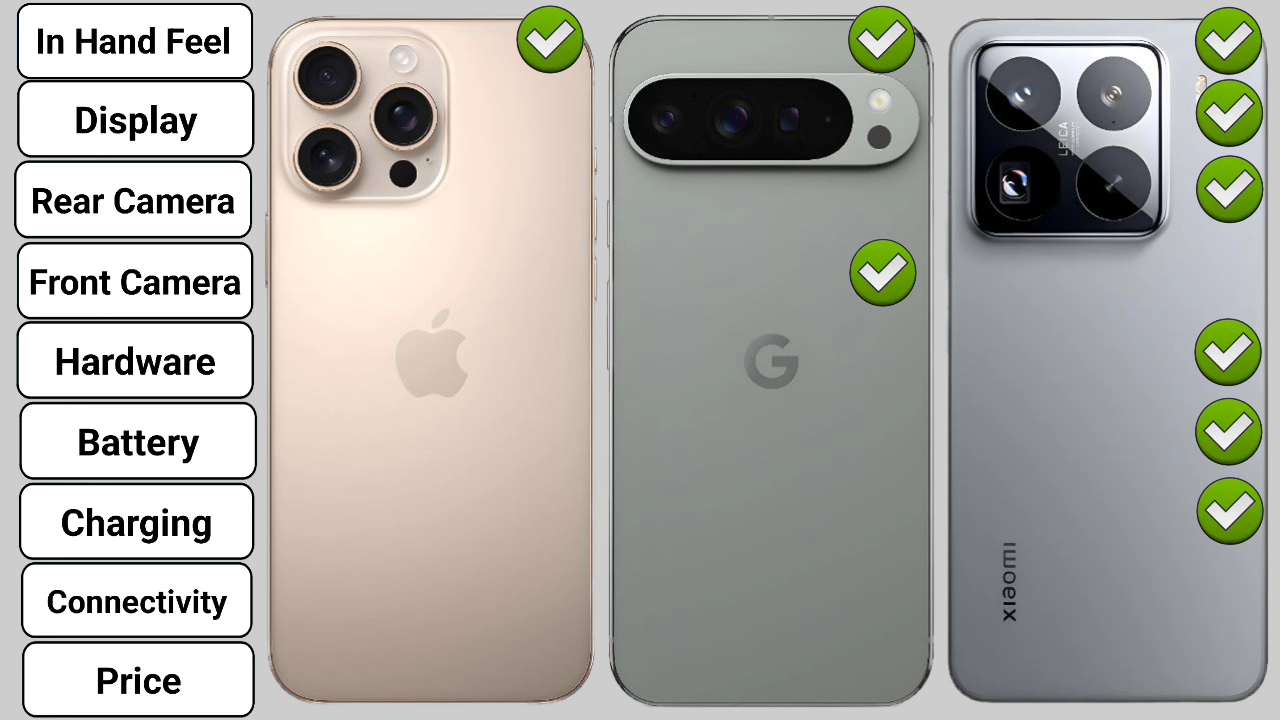 In Hand Feel
Display
Rear Camera
Front Camera
Hardware
Battery
Charging
Connectivity
Price
G
LEICA
xiaomi